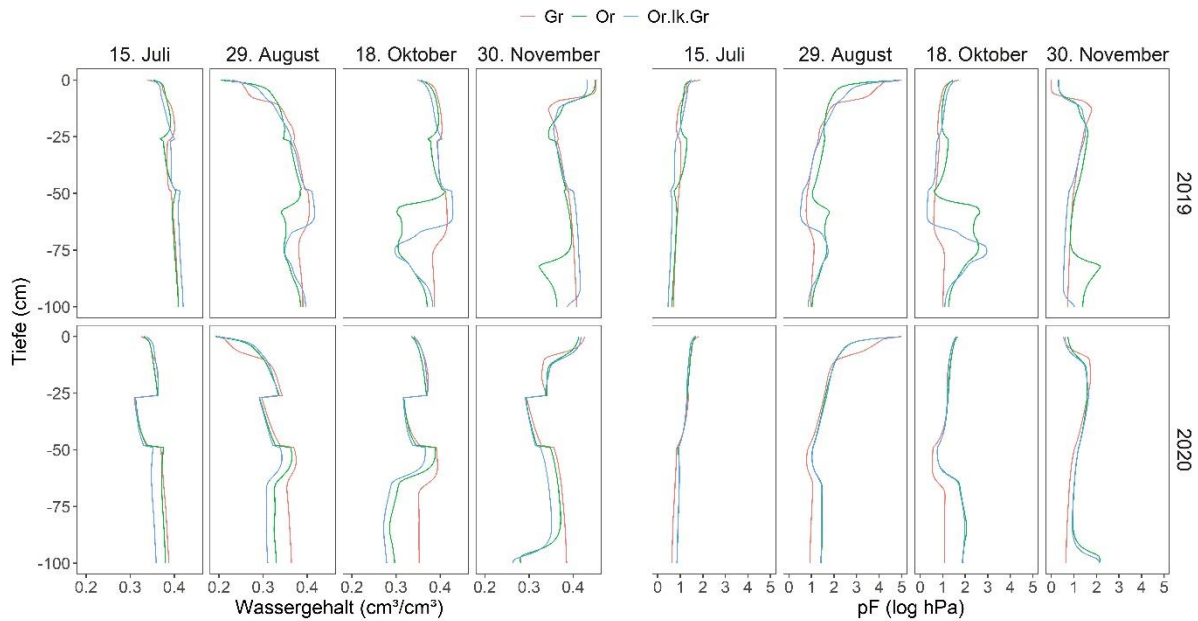 Gr Or Or.lk.Gr
15. Juli 29. August 18. Oktober 30. November 15. Juli 29. August 18. Oktober 30. November
Tiefe (cm)
0
-25
-50
-75
-100
2019
0
-25
-50
-75
-100
2020
0.2 0.3 0.4 0.2 0.3 0.4 0.2 0.3 0.4 0.2 0.3 0.4 0 1 2 3 4 5 0 1 2 3 4 5 0 1 2 3 4 5 0 1 2 3 4 5
Wassergehalt (cm³/cm³) pF (log hPa)